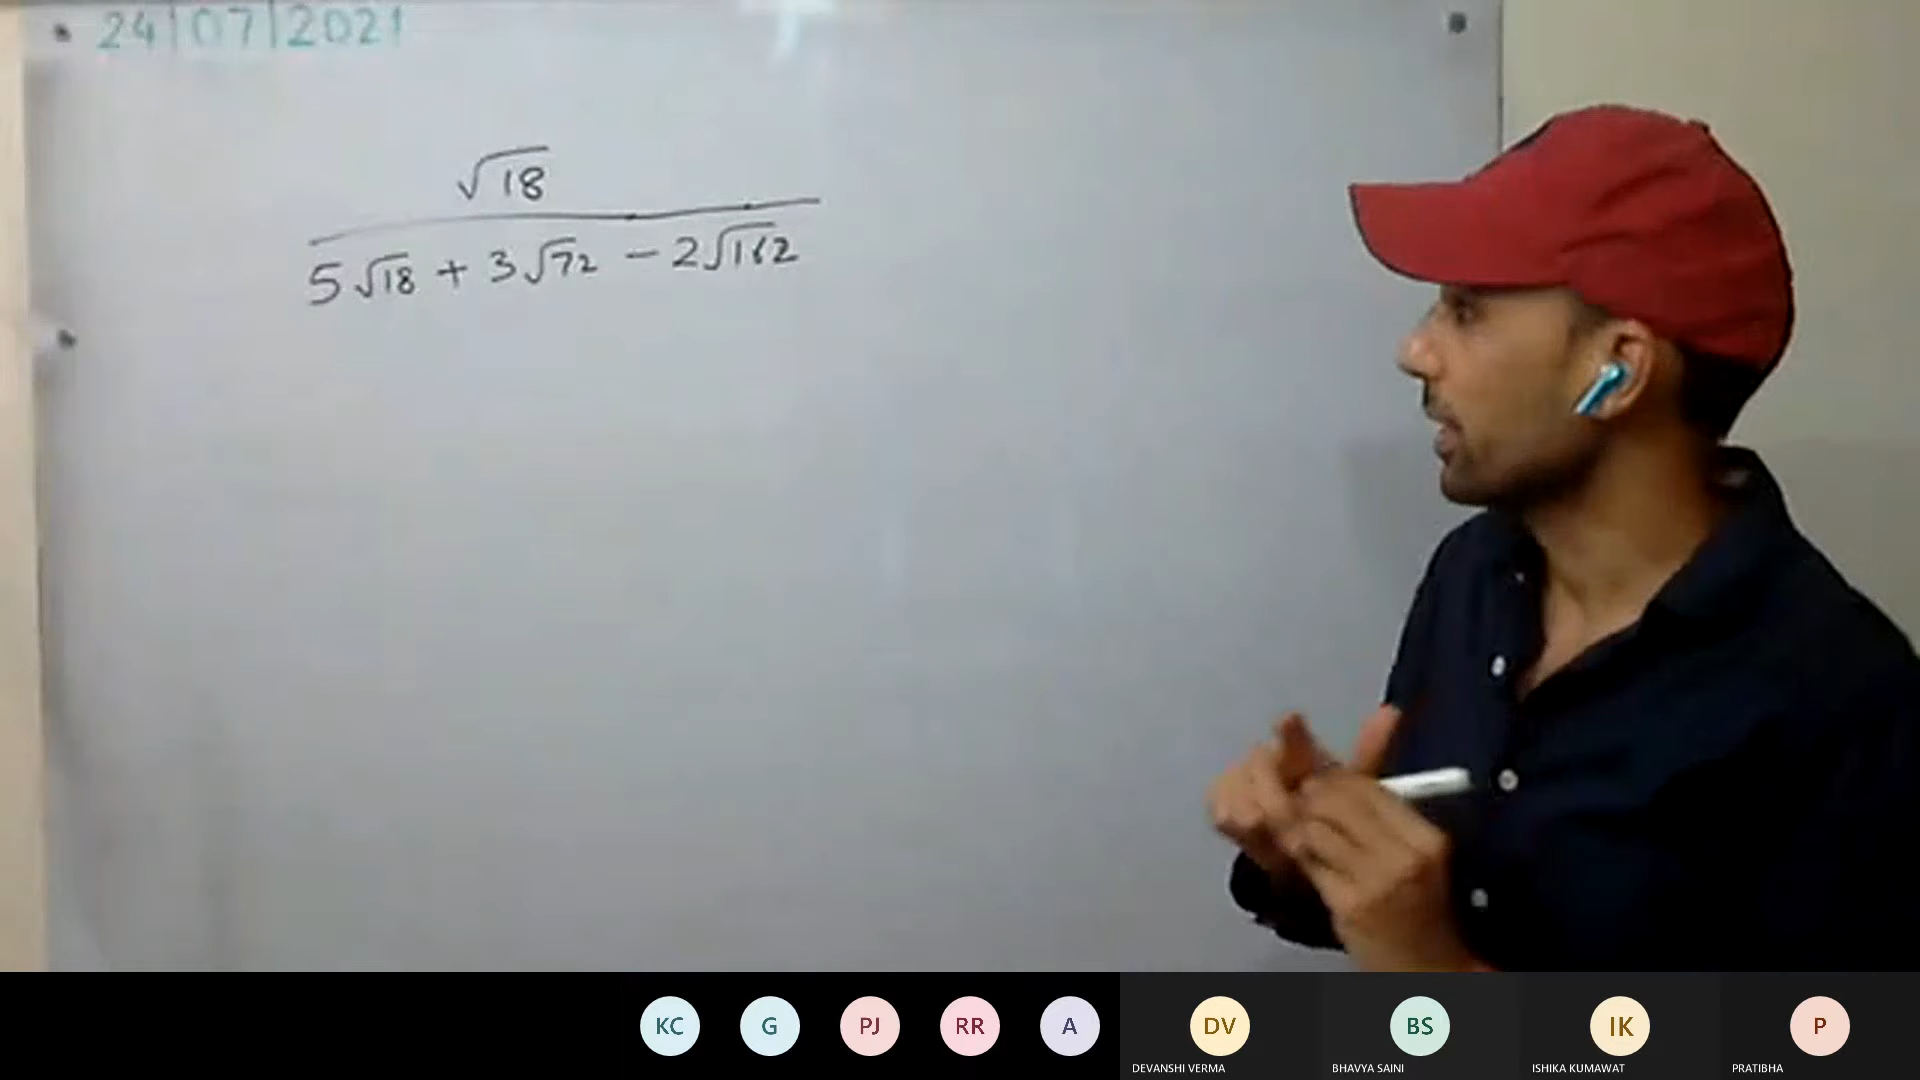 24|07|2021
√18
5√18 + 3√72 - 2√162
KC G PJ RR A DV BS IK P
DEVANSHI VERMA BHAVYA SAINI ISHIKA KUMAWAT PRATIBHA